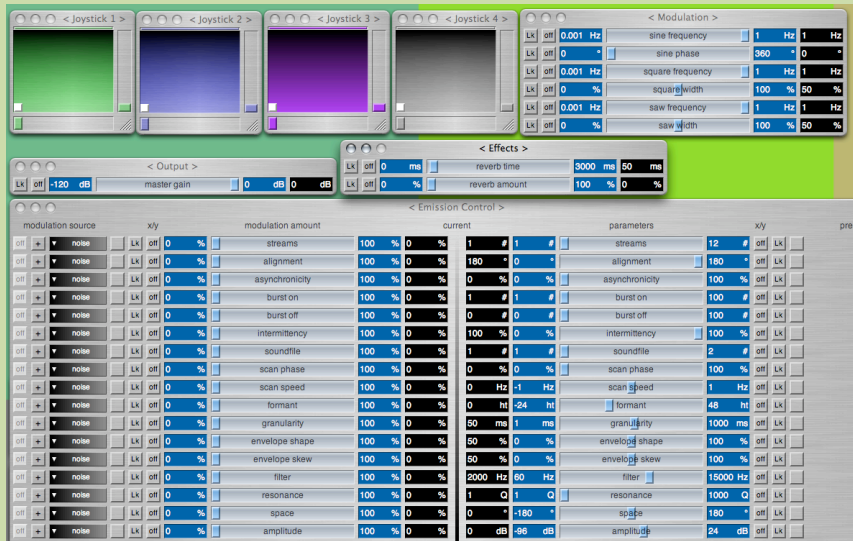 < Joystick 1 >
< Joystick 2 >
< Joystick 3 >
< Joystick 4 >
< Modulation >
Lk off 0.001 Hz sine frequency 1 Hz 1 Hz
Lk off 0 ° sine phase 360 ° 0 °
Lk off 0.001 Hz square frequency 1 Hz 1 Hz
Lk off 0 % square width 100 % 50 %
Lk off 0.001 Hz saw frequency 1 Hz 1 Hz
Lk off 0 % saw width 100 % 50 %
< Output >
Lk off -120 dB master gain 0 dB 0 dB
< Effects >
Lk off 0 ms reverb time 3000 ms 50 ms
Lk off 0 % reverb amount 100 % 0 %
< Emission Control >
modulation source x/y modulation amount current parameters x/y pre
off + ▼ noise Lk off 0 % streams 100 % 0 % 1 # 1 # streams 12 # off Lk
off + ▼ noise Lk off 0 % alignment 100 % 0 % 180 ° 0 ° alignment 180 ° off Lk
off + ▼ noise Lk off 0 % asynchronicity 100 % 0 % 0 % 0 % asynchronicity 100 % off Lk
off + ▼ noise Lk off 0 % burst on 100 % 0 % 1 # 1 # burst on 100 # off Lk
off + ▼ noise Lk off 0 % burst off 100 % 0 % 0 # 0 # burst off 100 # off Lk
off + ▼ noise Lk off 0 % intermittency 100 % 0 % 100 % 0 % intermittency 100 % off Lk
off + ▼ noise Lk off 0 % soundfile 100 % 0 % 1 # 1 # soundfile 2 # off Lk
off + ▼ noise Lk off 0 % scan phase 100 % 0 % 0 % 0 % scan phase 100 % off Lk
off + ▼ noise Lk off 0 % scan speed 100 % 0 % 0 Hz -1 Hz scan speed 1 Hz off Lk
off + ▼ noise Lk off 0 % formant 100 % 0 % 0 ht -24 ht formant 48 ht off Lk
off + ▼ noise Lk off 0 % granularity 100 % 0 % 50 ms 1 ms granularity 1000 ms off Lk
off + ▼ noise Lk off 0 % envelope shape 100 % 0 % 50 % 0 % envelope shape 100 % off Lk
off + ▼ noise Lk off 0 % envelope skew 100 % 0 % 50 % 0 % envelope skew 100 % off Lk
off + ▼ noise Lk off 0 % filter 100 % 0 % 2000 Hz 60 Hz filter 15000 Hz off Lk
off + ▼ noise Lk off 0 % resonance 100 % 0 % 1 Q 1 Q resonance 1000 Q off Lk
off + ▼ noise Lk off 0 % space 100 % 0 % 0 ° -180 ° space 180 ° off Lk
off + ▼ noise Lk off 0 % amplitude 100 % 0 % 0 dB -96 dB amplitude 24 dB off Lk